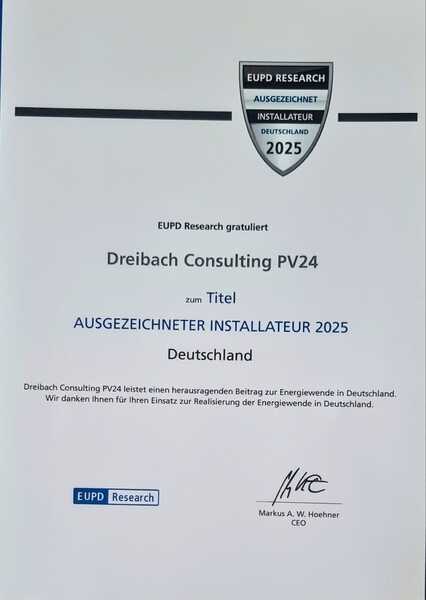 EUPD RESEARCH
AUSGEZEICHNET
INSTALLATEUR
DEUTSCHLAND
2025
EUPD Research gratuliert
Dreibach Consulting PV24
zum Titel
AUSGEZEICHNETER INSTALLATEUR 2025
Deutschland
Dreibach Consulting PV24 leistet einen herausragenden Beitrag zur Energiewende in Deutschland.
Wir danken Ihnen für Ihren Einsatz zur Realisierung der Energiewende in Deutschland.
EUPD Research
Markus A. W. Hoehner
CEO